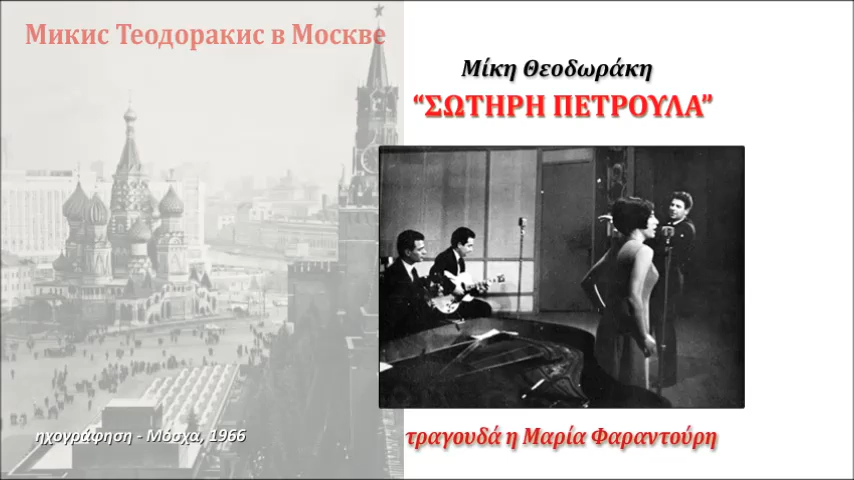 Микис Теодоракис в Москве
Μίκη Θεοδωράκη
“ΣΩΤΗΡΗ ΠΕΤΡΟΥΛΑ”
ηχογράφηση - Μόσχα, 1966
τραγουδά η Μαρία Φαραντούρη